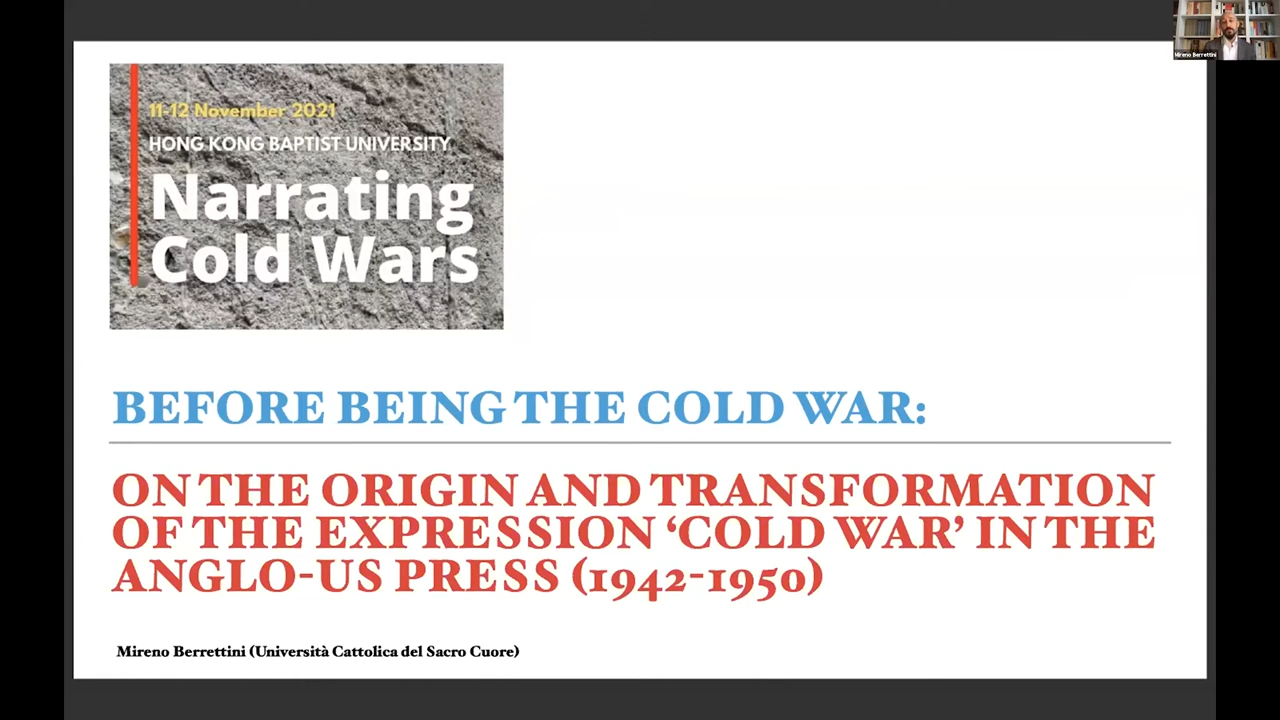 Mireno Berrettini
11-12 November 2021
HONG KONG BAPTIST UNIVERSITY
Narrating
Cold Wars
BEFORE BEING THE COLD WAR:
ON THE ORIGIN AND TRANSFORMATION
OF THE EXPRESSION ‘COLD WAR’ IN THE
ANGLO-US PRESS (1942-1950)
Mireno Berrettini (Università Cattolica del Sacro Cuore)